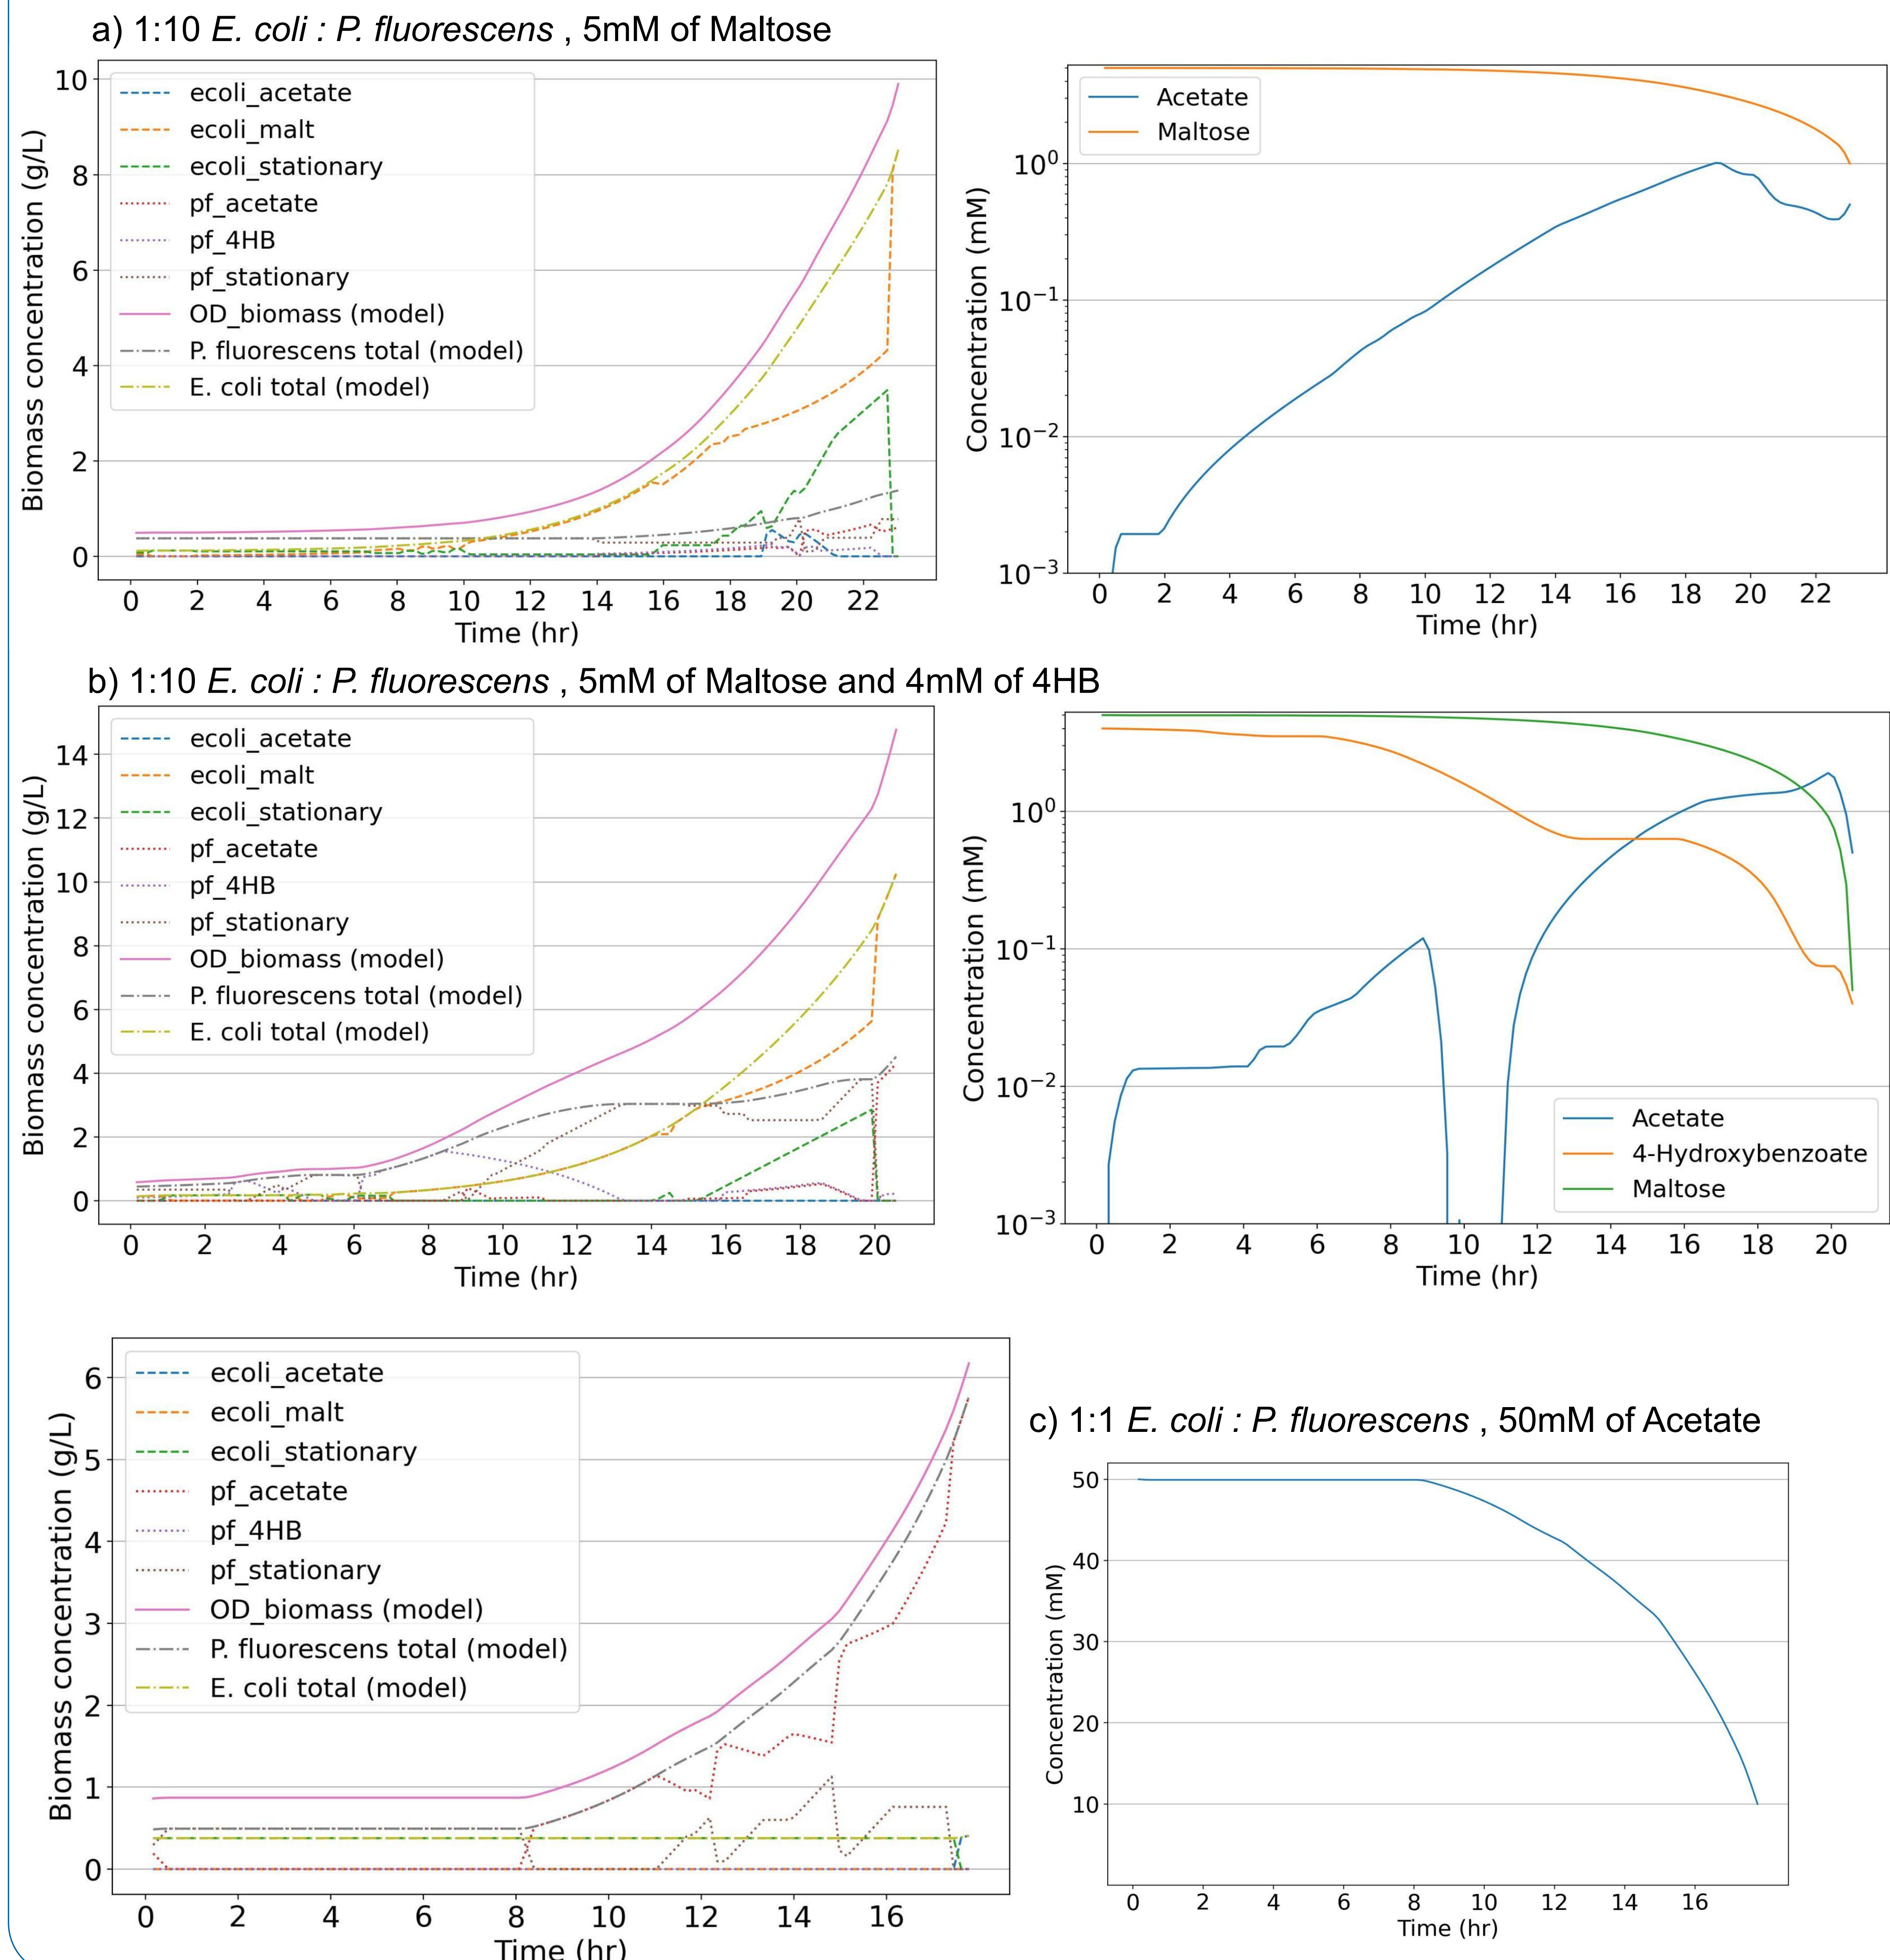 a) 1:10 E. coli : P. fluorescens , 5mM of Maltose
Biomass concentration (g/L)
10
8
6
4
2
0
ecoli_acetate
ecoli_malt
ecoli_stationary
pf_acetate
pf_4HB
pf_stationary
OD_biomass (model)
P. fluorescens total (model)
E. coli total (model)
0 2 4 6 8 10 12 14 16 18 20 22
Time (hr)
Concentration (mM)
10⁰
10⁻¹
10⁻²
10⁻³
Acetate
Maltose
0 2 4 6 8 10 12 14 16 18 20 22
Time (hr)
b) 1:10 E. coli : P. fluorescens , 5mM of Maltose and 4mM of 4HB
Biomass concentration (g/L)
14
12
10
8
6
4
2
0
ecoli_acetate
ecoli_malt
ecoli_stationary
pf_acetate
pf_4HB
pf_stationary
OD_biomass (model)
P. fluorescens total (model)
E. coli total (model)
0 2 4 6 8 10 12 14 16 18 20
Time (hr)
Concentration (mM)
10⁰
10⁻¹
10⁻²
10⁻³
Acetate
4-Hydroxybenzoate
Maltose
0 2 4 6 8 10 12 14 16 18 20
Time (hr)
Biomass concentration (g/L)
6
5
4
3
2
1
0
ecoli_acetate
ecoli_malt
ecoli_stationary
pf_acetate
pf_4HB
pf_stationary
OD_biomass (model)
P. fluorescens total (model)
E. coli total (model)
0 2 4 6 8 10 12 14 16
Time (hr)
c) 1:1 E. coli : P. fluorescens , 50mM of Acetate
Concentration (mM)
50
40
30
20
10
0 2 4 6 8 10 12 14 16
Time (hr)